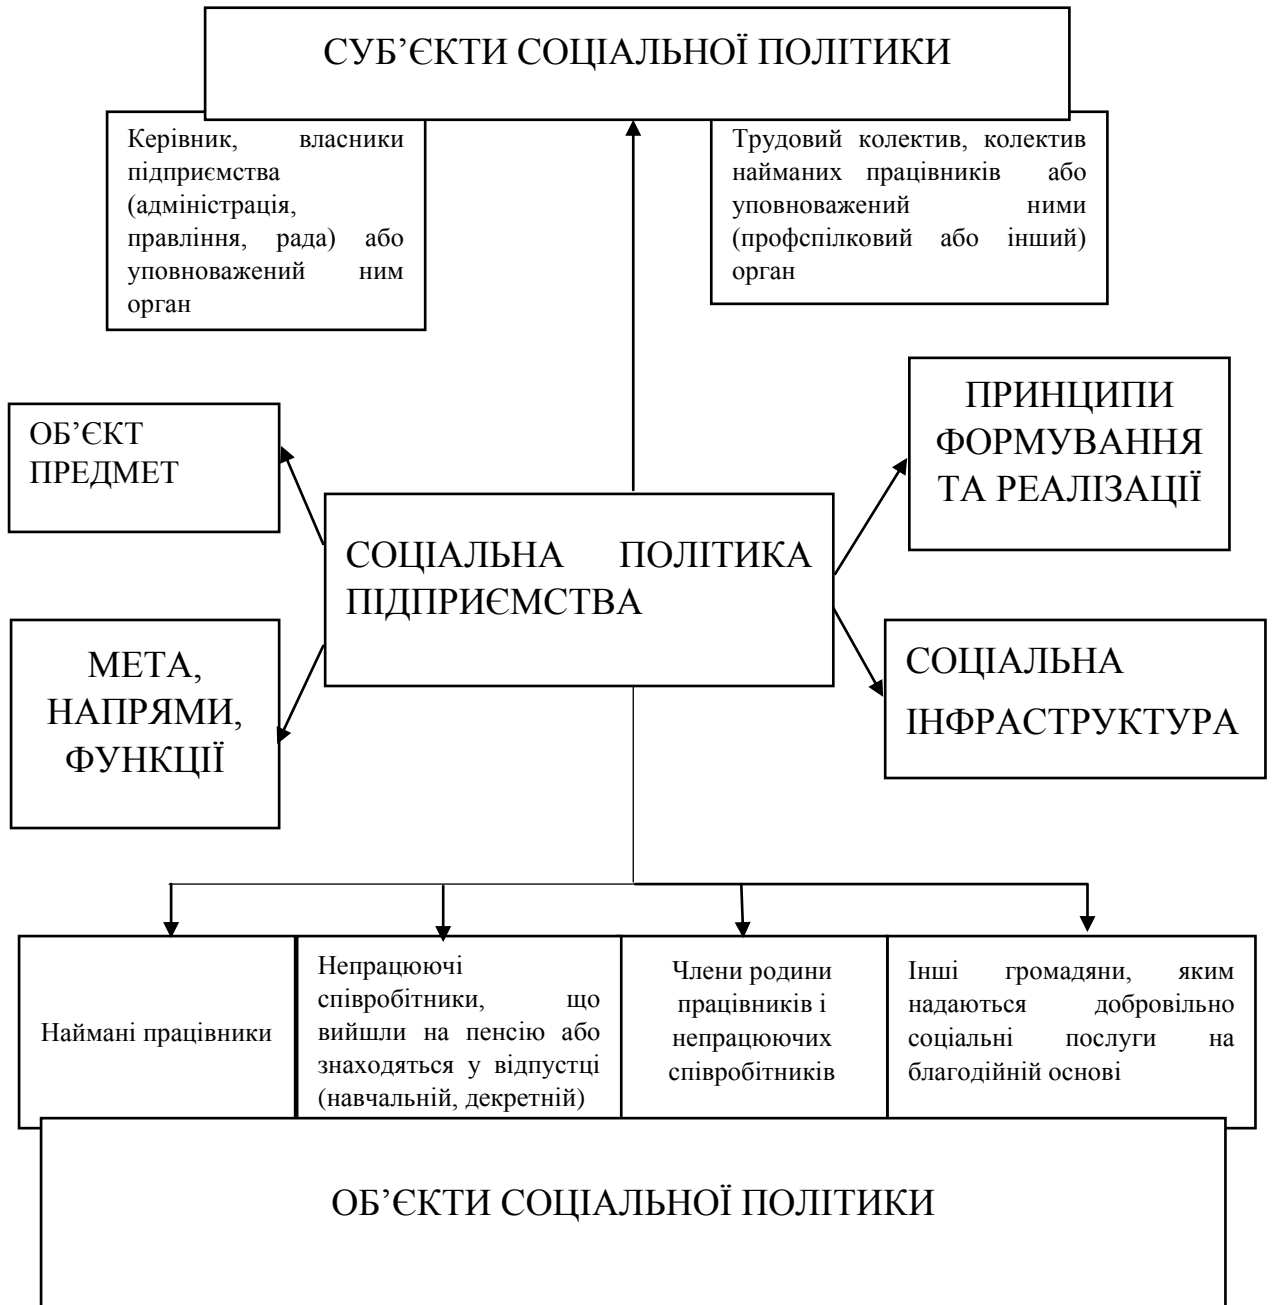 СУБ’ЄКТИ СОЦІАЛЬНОЇ ПОЛІТИКИ
Керівник, власники
підприємства
(адміністрація,
правління, рада) або
уповноважений ним
орган
Трудовий колектив, колектив
найманих працівників або
уповноважений ними
(профспілковий або інший)
орган
ОБ’ЄКТ
ПРЕДМЕТ
ПРИНЦИПИ
ФОРМУВАННЯ
ТА РЕАЛІЗАЦІЇ
СОЦІАЛЬНА ПОЛІТИКА
ПІДПРИЄМСТВА
МЕТА,
НАПРЯМИ,
ФУНКЦІЇ
СОЦІАЛЬНА
ІНФРАСТРУКТУРА
Наймані працівники
Непрацюючі
співробітники, що
вийшли на пенсію або
знаходяться у відпустці
(навчальній, декретній)
Члени родини
працівників і
непрацюючих
співробітників
Інші громадяни, яким
надаються добровільно
соціальні послуги на
благодійній основі
ОБ’ЄКТИ СОЦІАЛЬНОЇ ПОЛІТИКИ